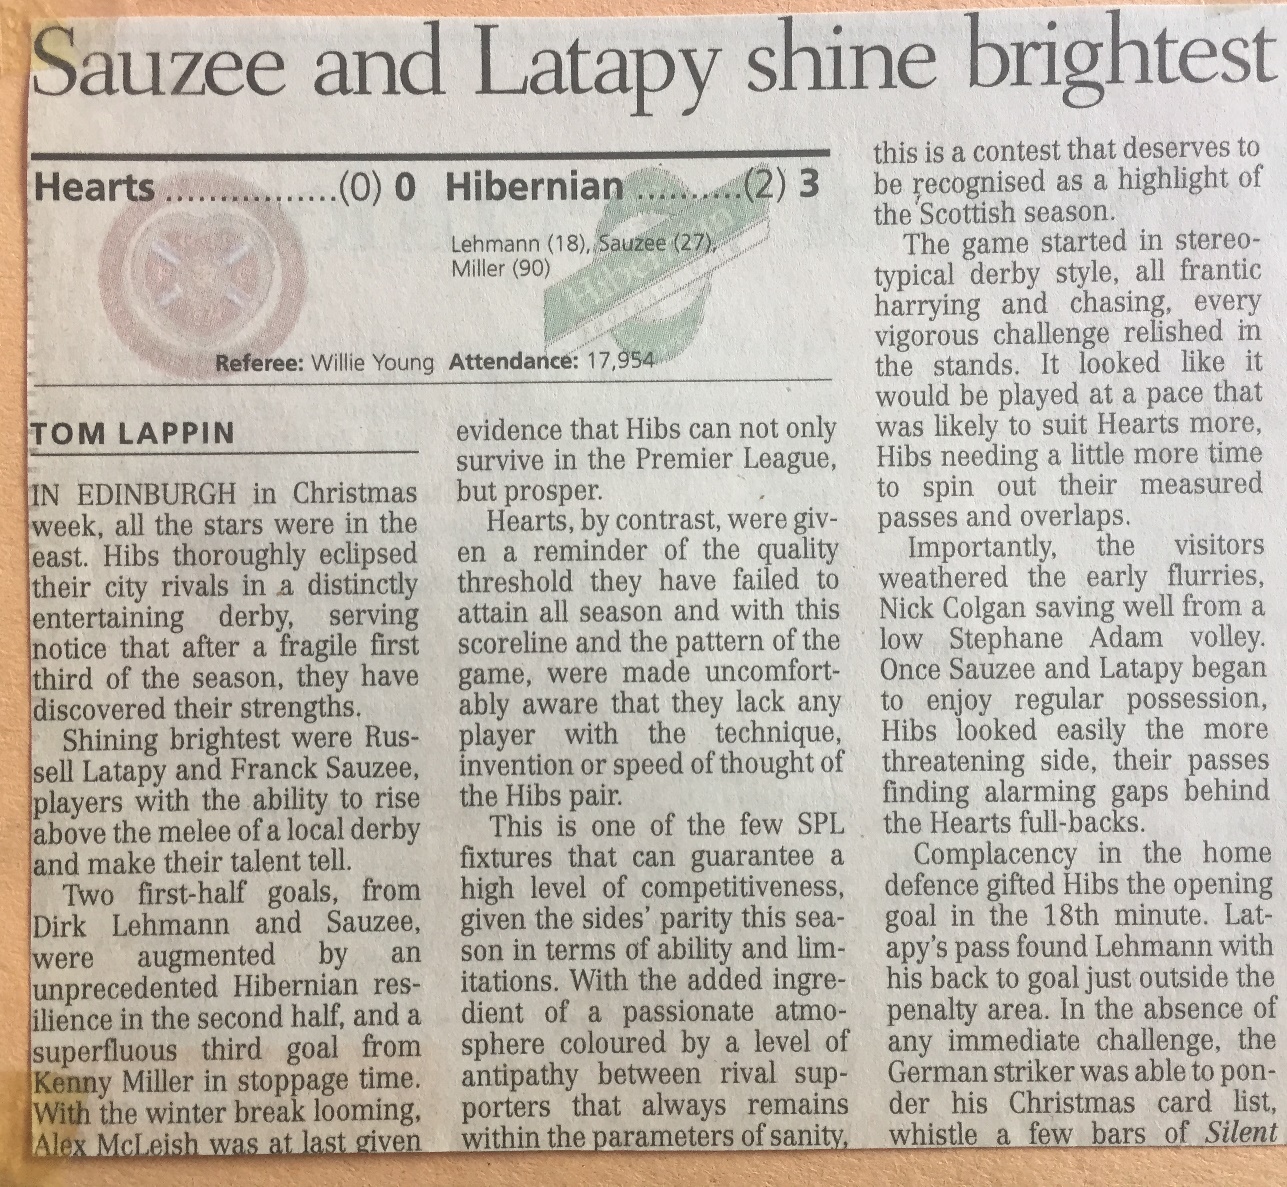 Sauzee and Latapy shine brightest
Hearts ................(0) 0 Hibernian ..........(2) 3
Lehmann (18), Sauzee (27),
Miller (90)
Hibernian
Referee: Willie Young Attendance: 17,954
TOM LAPPIN
IN EDINBURGH in Christmas
week, all the stars were in the
east. Hibs thoroughly eclipsed
their city rivals in a distinctly
entertaining derby, serving
notice that after a fragile first
third of the season, they have
discovered their strengths.
Shining brightest were Rus-
sell Latapy and Franck Sauzee,
players with the ability to rise
above the melee of a local derby
and make their talent tell.
Two first-half goals, from
Dirk Lehmann and Sauzee,
were augmented by an
unprecedented Hibernian res-
ilience in the second half, and a
superfluous third goal from
Kenny Miller in stoppage time.
With the winter break looming,
Alex McLeish was at last given
evidence that Hibs can not only
survive in the Premier League,
but prosper.
Hearts, by contrast, were giv-
en a reminder of the quality
threshold they have failed to
attain all season and with this
scoreline and the pattern of the
game, were made uncomfort-
ably aware that they lack any
player with the technique,
invention or speed of thought of
the Hibs pair.
This is one of the few SPL
fixtures that can guarantee a
high level of competitiveness,
given the sides' parity this sea-
son in terms of ability and lim-
itations. With the added ingre-
dient of a passionate atmo-
sphere coloured by a level of
antipathy between rival sup-
porters that always remains
within the parameters of sanity,
this is a contest that deserves to
be recognised as a highlight of
the Scottish season.
The game started in stereo-
typical derby style, all frantic
harrying and chasing, every
vigorous challenge relished in
the stands. It looked like it
would be played at a pace that
was likely to suit Hearts more,
Hibs needing a little more time
to spin out their measured
passes and overlaps.
Importantly, the visitors
weathered the early flurries,
Nick Colgan saving well from a
low Stephane Adam volley.
Once Sauzee and Latapy began
to enjoy regular possession,
Hibs looked easily the more
threatening side, their passes
finding alarming gaps behind
the Hearts full-backs.
Complacency in the home
defence gifted Hibs the opening
goal in the 18th minute. Lat-
apy's pass found Lehmann with
his back to goal just outside the
penalty area. In the absence of
any immediate challenge, the
German striker was able to pon-
der his Christmas card list,
whistle a few bars of Silent